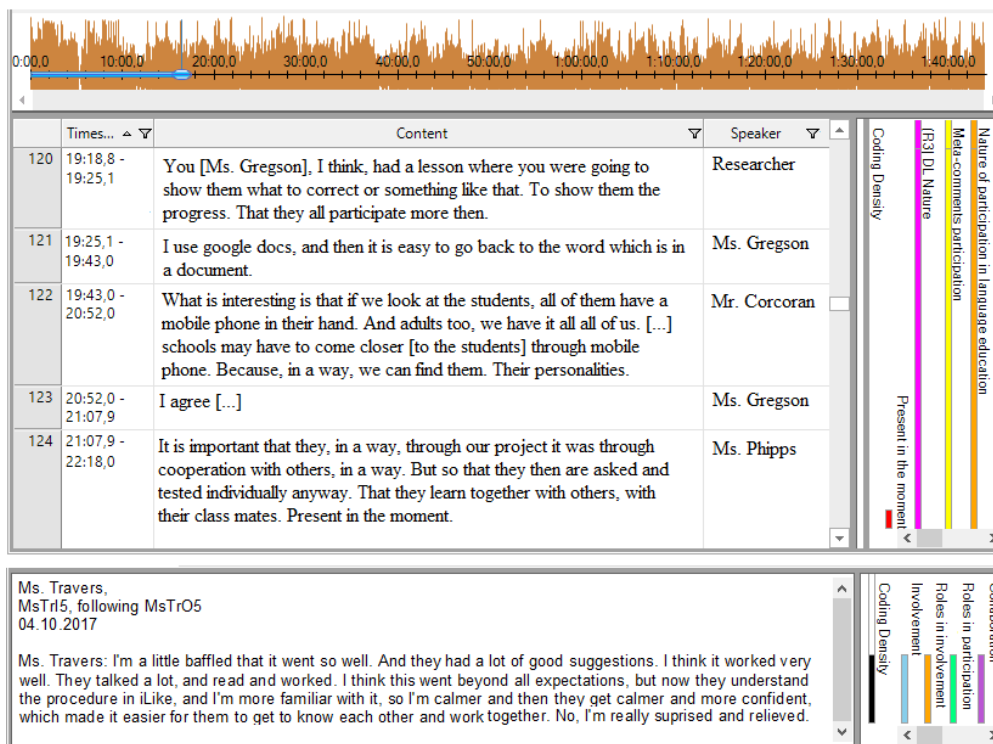 0:00,0 10:00,0 20:00,0 30:00,0 40:00,0 50:00,0 1:00:00,0 1:10:00,0 1:20:00,0 1:30:00,0 1:40:00,0
Times... Content Speaker
120 19:18,8 - 19:25,1
You [Ms. Gregson], I think, had a lesson where you were going to
show them what to correct or something like that. To show them the
progress. That they all participate more then.
Researcher
121 19:25,1 - 19:43,0
I use google docs, and then it is easy to go back to the word which is in
a document.
Ms. Gregson
122 19:43,0 - 20:52,0
What is interesting is that if we look at the students, all of them have a
mobile phone in their hand. And adults too, we have it all all of us. [...]
schools may have to come closer [to the students] through mobile
phone. Because, in a way, we can find them. Their personalities.
Mr. Corcoran
123 20:52,0 - 21:07,9
I agree [...]
Ms. Gregson
124 21:07,9 - 22:18,0
It is important that they, in a way, through our project it was through
cooperation with others, in a way. But so that they then are asked and
tested individually anyway. That they learn together with others, with
their class mates. Present in the moment.
Ms. Phipps
Coding Density
Present in the moment
(R3) DL Nature
Meta-comments participation
Nature of participation in language education
Ms. Travers,
MsTrI5, following MsTrO5
04.10.2017
Ms. Travers: I'm a little baffled that it went so well. And they had a lot of good suggestions. I think it worked very
well. They talked a lot, and read and worked. I think this went beyond all expectations, but now they understand
the procedure in iLike, and I'm more familiar with it, so I'm calmer and then they get calmer and more confident,
which made it easier for them to get to know each other and work together. No, I'm really suprised and relieved.
Coding Density
Involvement
Roles in involvement
Roles in participation